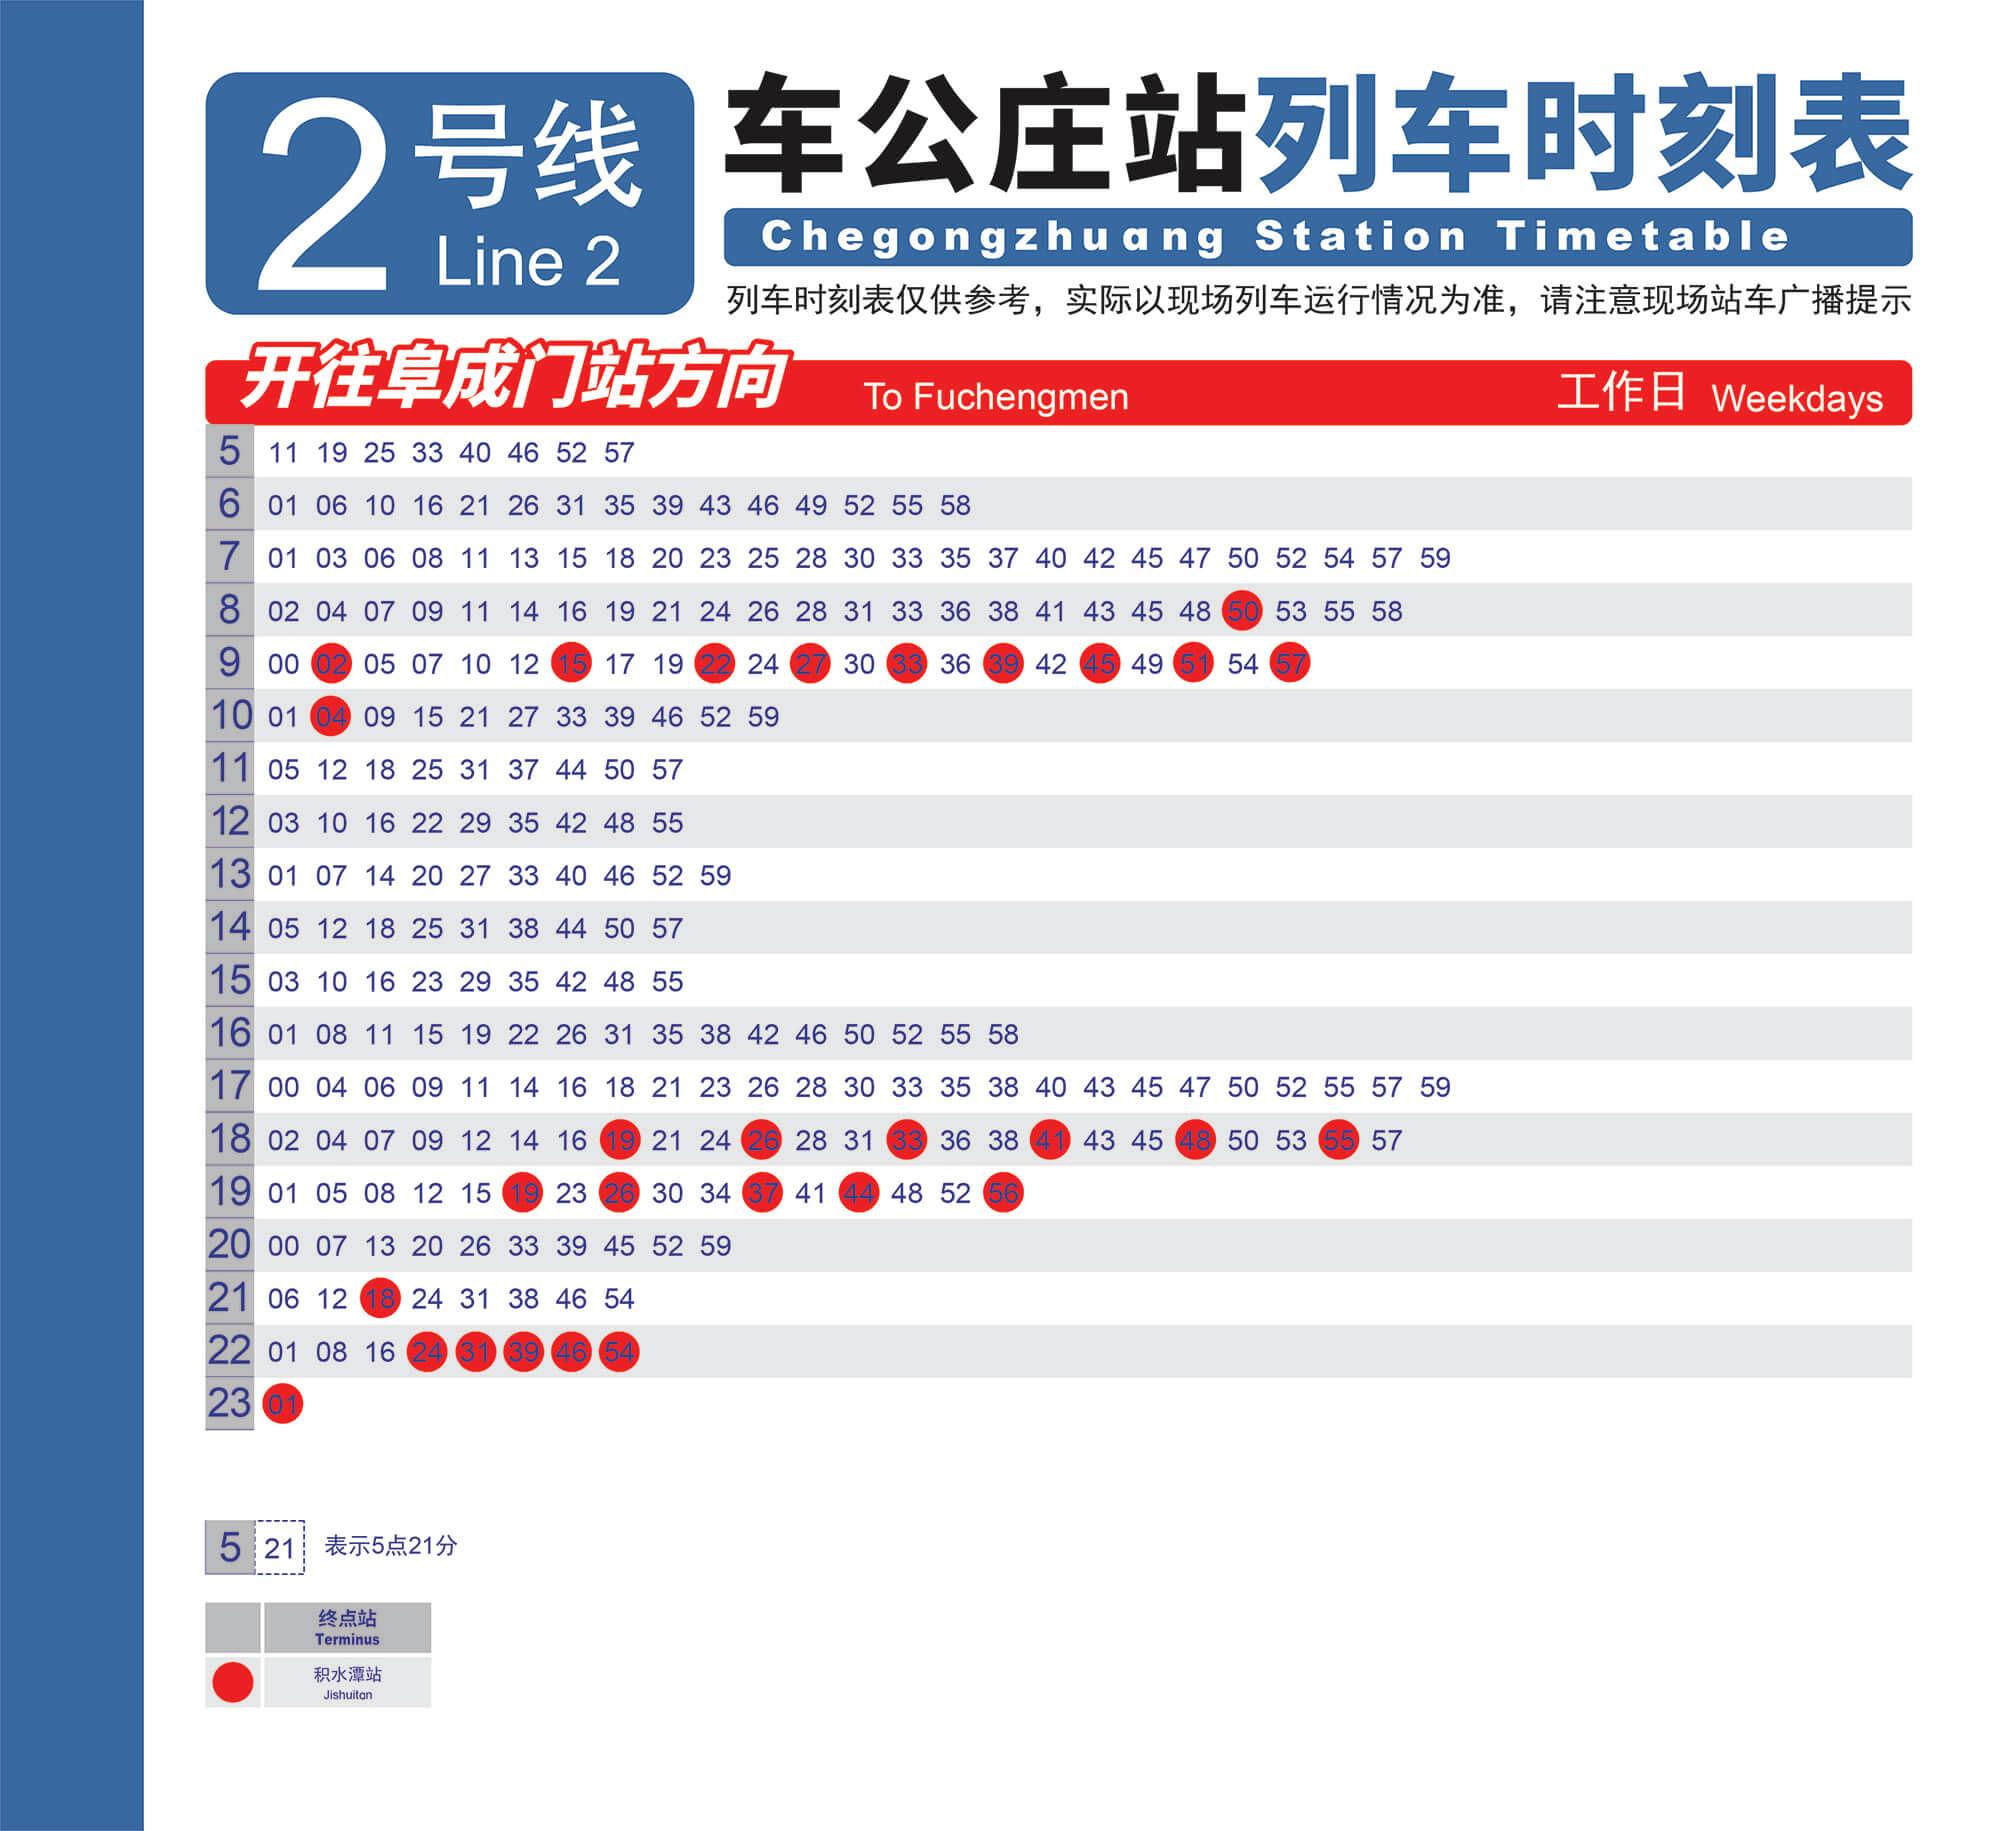 2号线
Line 2
车公庄站列车时刻表
Chegongzhuang Station Timetable
列车时刻表仅供参考，实际以现场列车运行情况为准，请注意现场站车广播提示
开往阜成门站方向 To Fuchengmen 工作日 Weekdays
5 11 19 25 33 40 46 52 57
6 01 06 10 16 21 26 31 35 39 43 46 49 52 55 58
7 01 03 06 08 11 13 15 18 20 23 25 28 30 33 35 37 40 42 45 47 50 52 54 57 59
8 02 04 07 09 11 14 16 19 21 24 26 28 31 33 36 38 41 43 45 48 50 53 55 58
9 00 02 05 07 10 12 15 17 19 22 24 27 30 33 36 39 42 45 49 51 54 57
10 01 04 09 15 21 27 33 39 46 52 59
11 05 12 18 25 31 37 44 50 57
12 03 10 16 22 29 35 42 48 55
13 01 07 14 20 27 33 40 46 52 59
14 05 12 18 25 31 38 44 50 57
15 03 10 16 23 29 35 42 48 55
16 01 08 11 15 19 22 26 31 35 38 42 46 50 52 55 58
17 00 04 06 09 11 14 16 18 21 23 26 28 30 33 35 38 40 43 45 47 50 52 55 57 59
18 02 04 07 09 12 14 16 19 21 24 26 28 31 33 36 38 41 43 45 48 50 53 55 57
19 01 05 08 12 15 19 23 26 30 34 37 41 44 48 52 56
20 00 07 13 20 26 33 39 45 52 59
21 06 12 18 24 31 38 46 54
22 01 08 16 24 31 39 46 54
23 01
5 21 表示5点21分
终点站
Terminus
积水潭站
Jishuitan